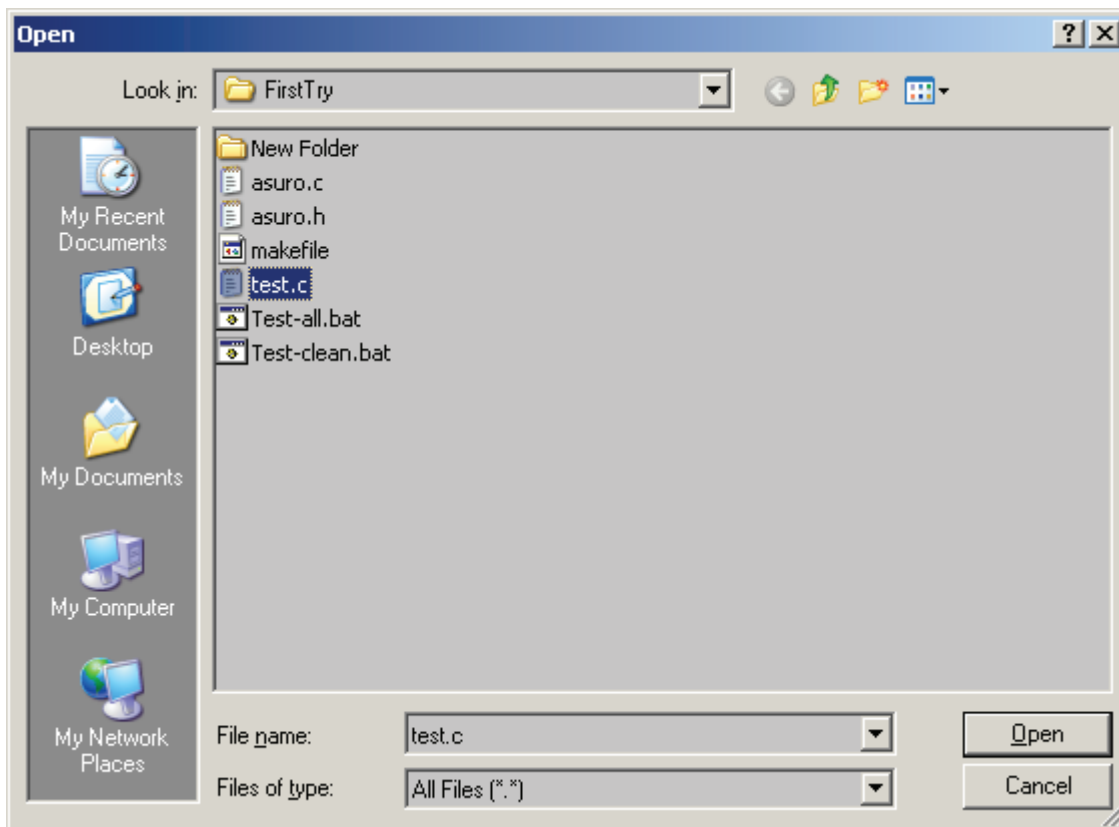 Open
Look in: FirstTry
My Recent
Documents
Desktop
My Documents
My Computer
My Network
Places
New Folder
asuro.c
asuro.h
makefile
test.c
Test-all.bat
Test-clean.bat
File name: test.c Open
Files of type: All Files (*.*) Cancel